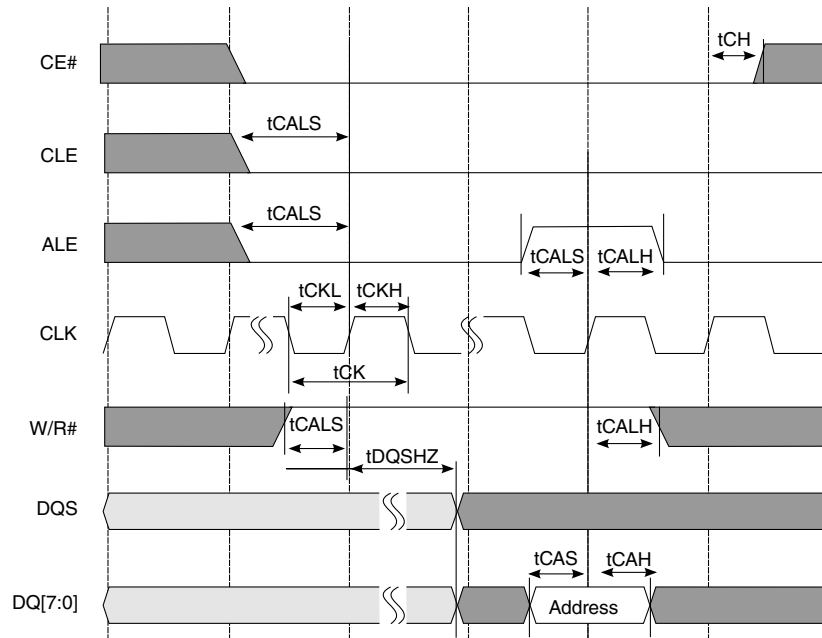 tCH
CE#
tCALS
CLE
tCALS
ALE
tCALS tCALH
tCKL tCKH
CLK
tCK
tCALS tCALH
W/R#
tDQSHZ
DQS
tCAS tCAH
DQ[7:0]
Address